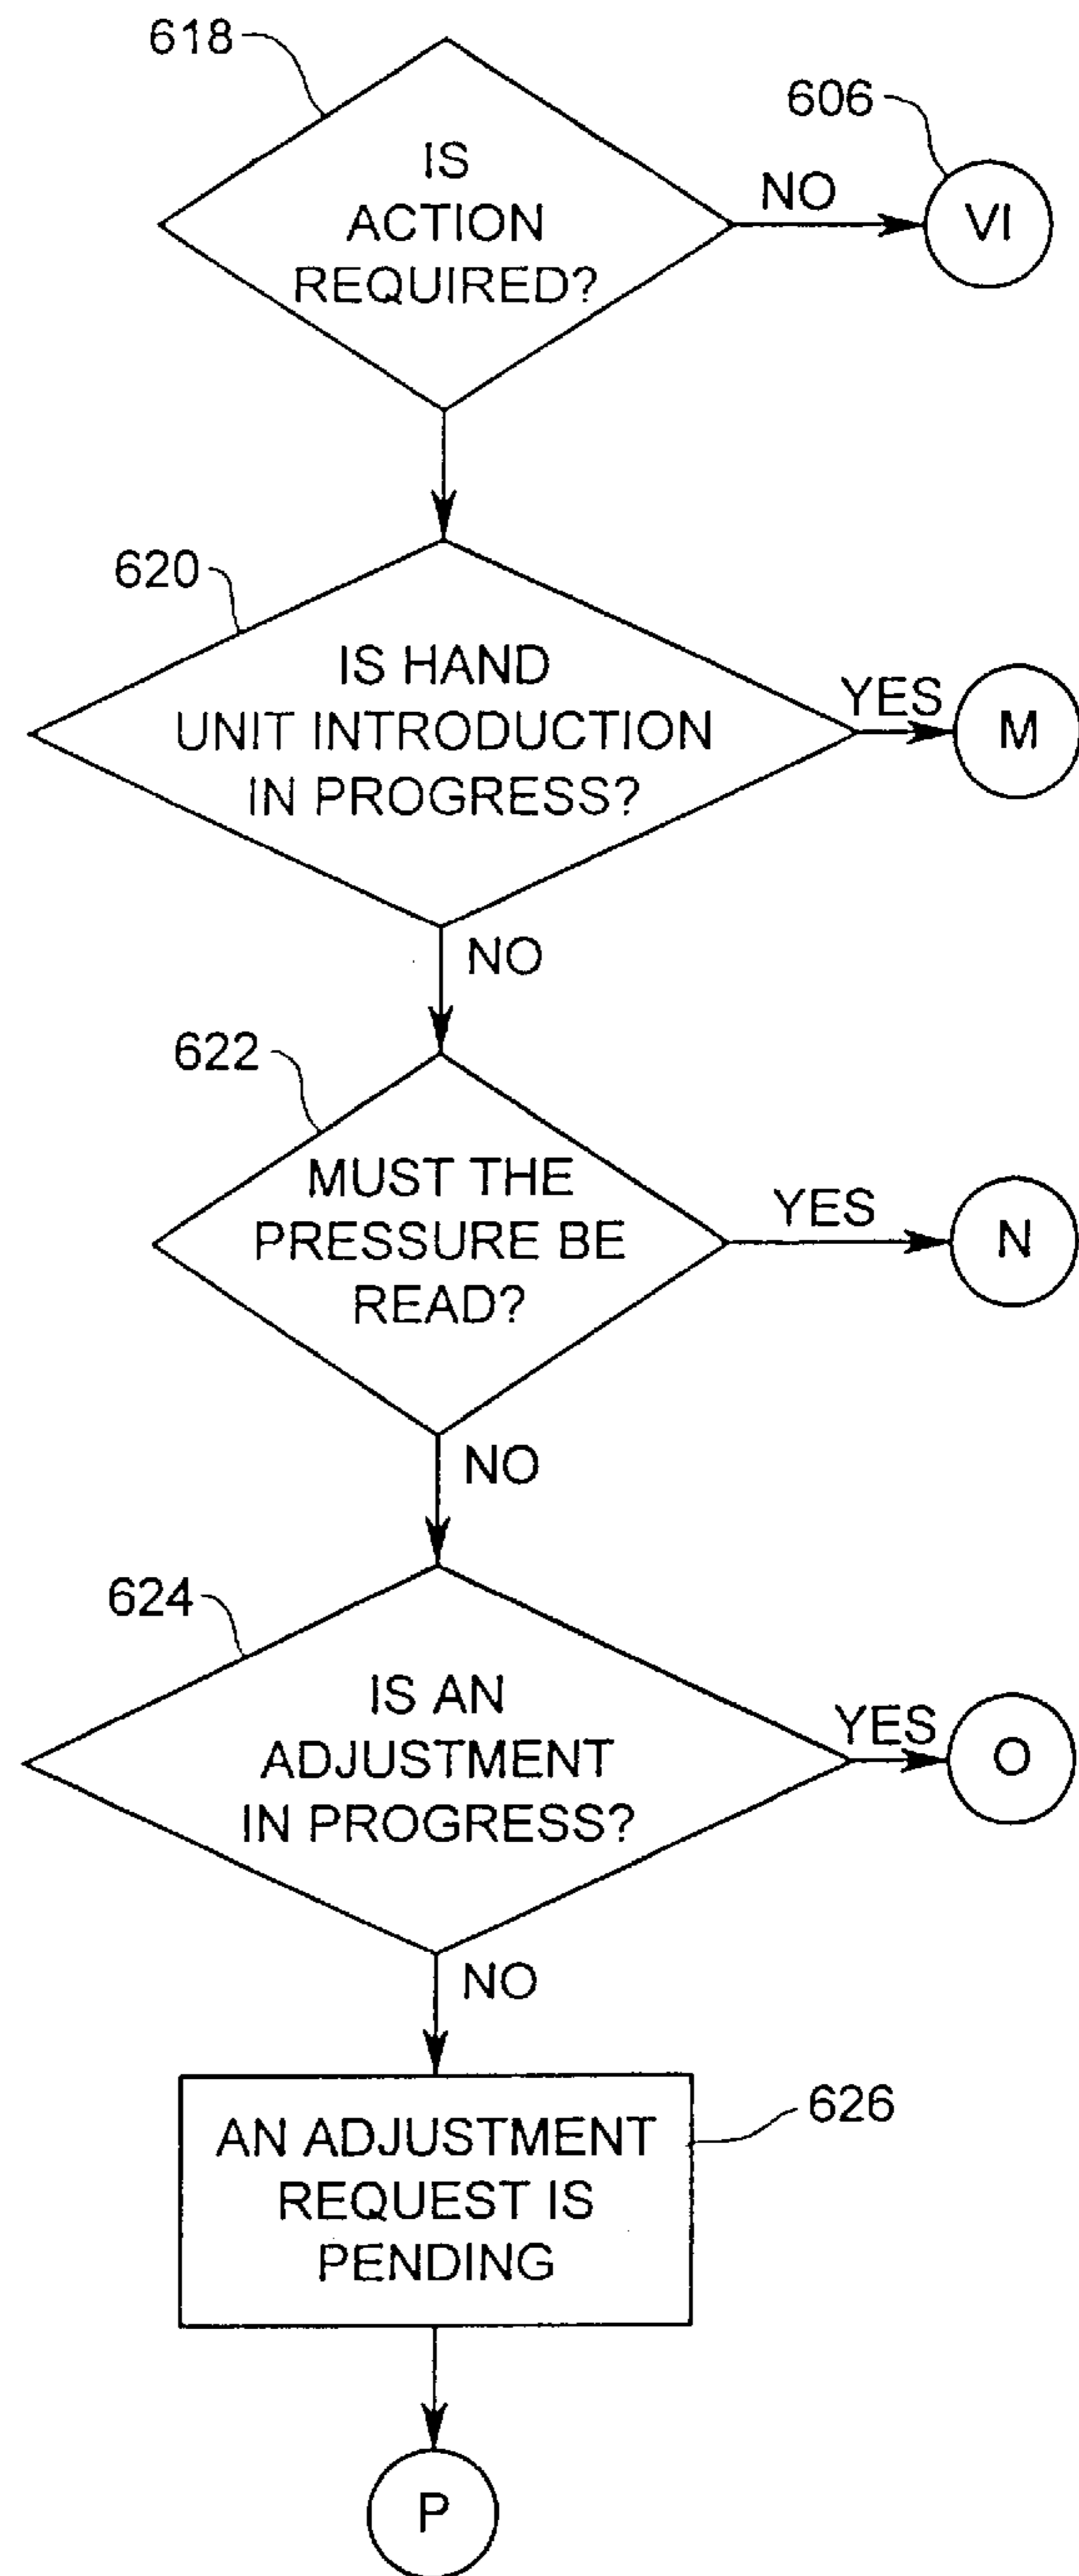 618
606
IS
ACTION
REQUIRED?
NO
VI
620
IS HAND
UNIT INTRODUCTION
IN PROGRESS?
YES
M
NO
622
MUST THE
PRESSURE BE
READ?
YES
N
NO
624
IS AN
ADJUSTMENT
IN PROGRESS?
YES
O
NO
626
AN ADJUSTMENT
REQUEST IS
PENDING
P